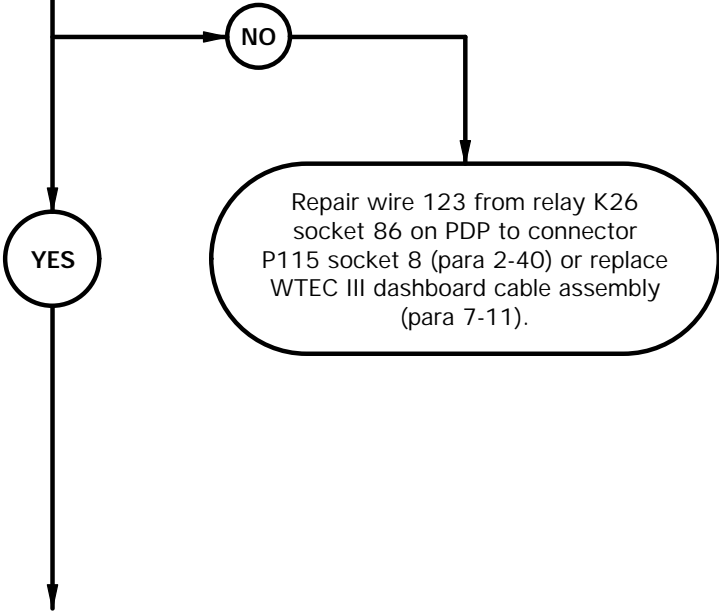 NO
YES
Repair wire 123 from relay K26
socket 86 on PDP to connector
P115 socket 8 (para 2-40) or replace
WTEC III dashboard cable assembly
(para 7-11).